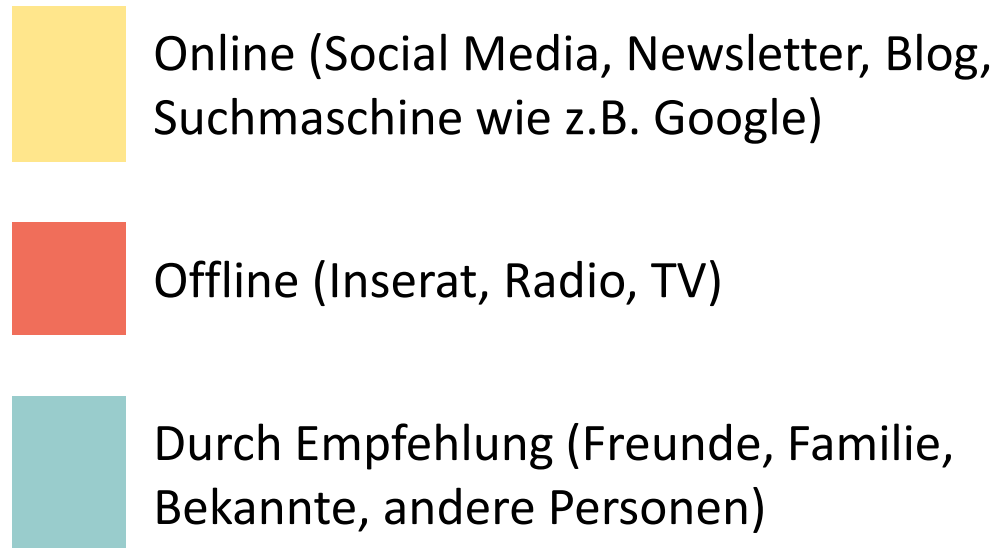 Online (Social Media, Newsletter, Blog,
Suchmaschine wie z.B. Google)
Offline (Inserat, Radio, TV)
Durch Empfehlung (Freunde, Familie,
Bekannte, andere Personen)